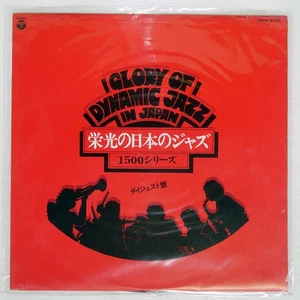 GLORY OF
DYNAMIC JAZZ
IN JAPAN
栄光の日本のジャズ
1500シリーズ
ダイジェスト盤